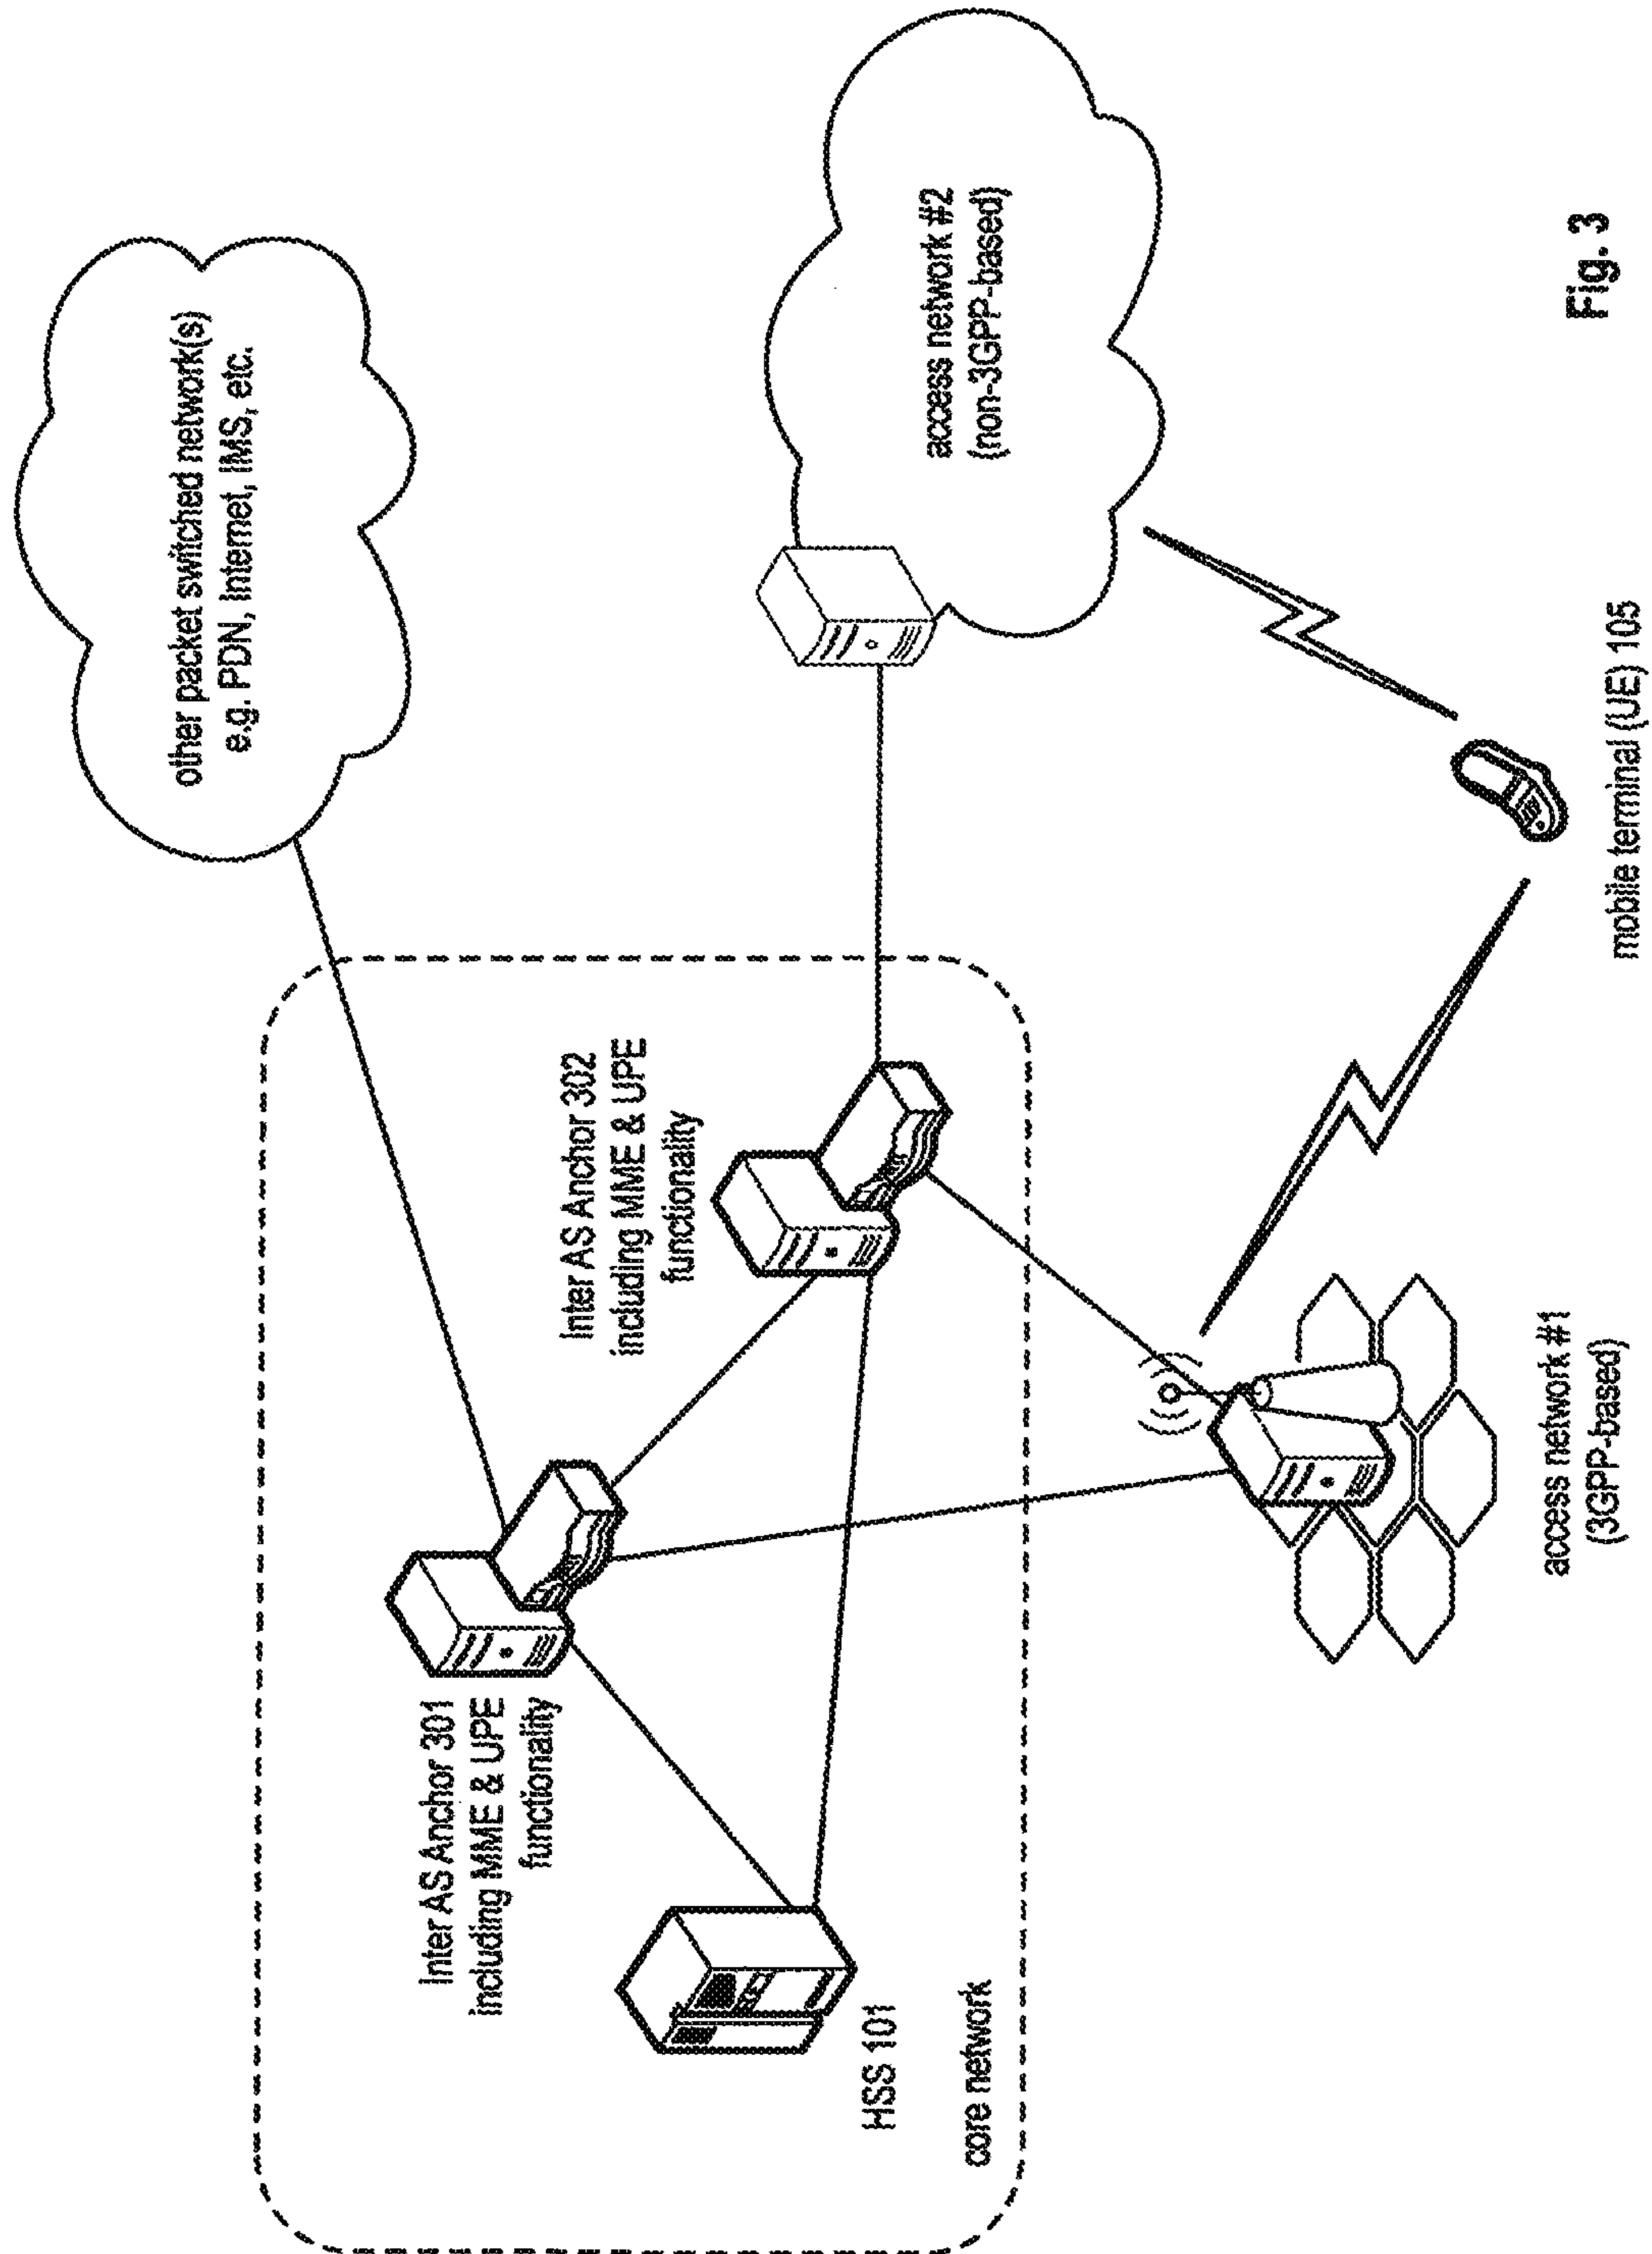 other packet switched network(s)
e.g. PDN, Internet, IMS, etc.
Inter AS Anchor 301
including MME & UPE
functionality
Inter AS Anchor 302
including MME & UPE
functionality
HSS 101
core network
access network #2
(non-3GPP-based)
access network #1
(3GPP-based)
mobile terminal (UE) 105
Fig. 3